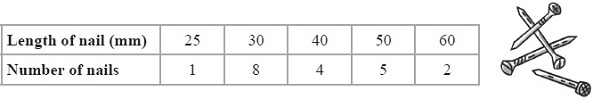 Length of nail (mm) 25 30 40 50 60
Number of nails 1 8 4 5 2